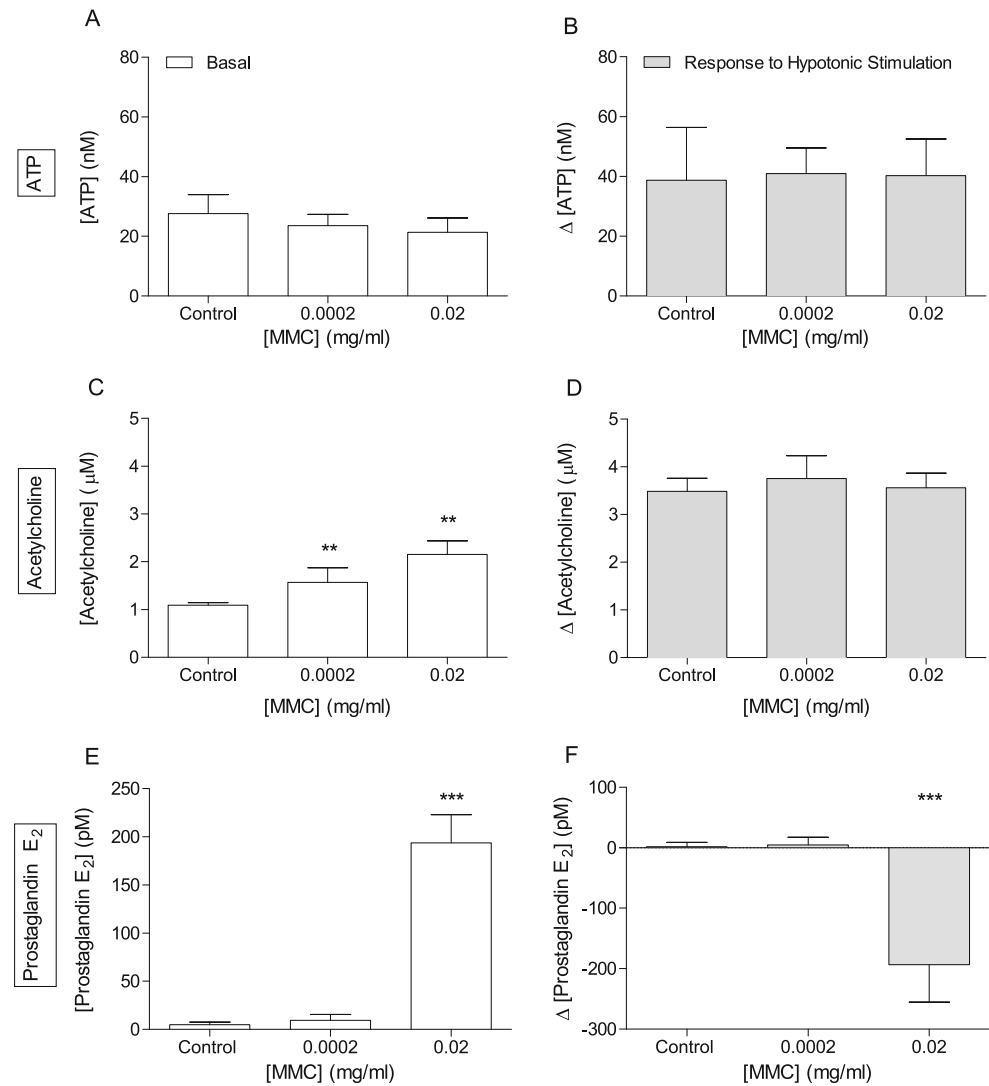 A
Basal
80
60
40
20
0
[ATP] (nM)
ATP
Control 0.0002 0.02
[MMC] (mg/ml)
B
Response to Hypotonic Stimulation
80
60
40
20
0
Δ [ATP] (nM)
Control 0.0002 0.02
[MMC] (mg/ml)
C
5
4
3
2
1
0
[Acetylcholine] (μM)
Acetylcholine
**
**
Control 0.0002 0.02
[MMC] (mg/ml)
D
5
4
3
2
1
0
Δ [Acetylcholine] (μM)
Control 0.0002 0.02
[MMC] (mg/ml)
E
250
200
150
100
50
0
[Prostaglandin E₂] (pM)
Prostaglandin E₂
***
Control 0.0002 0.02
[MMC] (mg/ml)
F
100
0
-100
-200
-300
Δ [Prostaglandin E₂] (pM)
***
Control 0.0002 0.02
[MMC] (mg/ml)